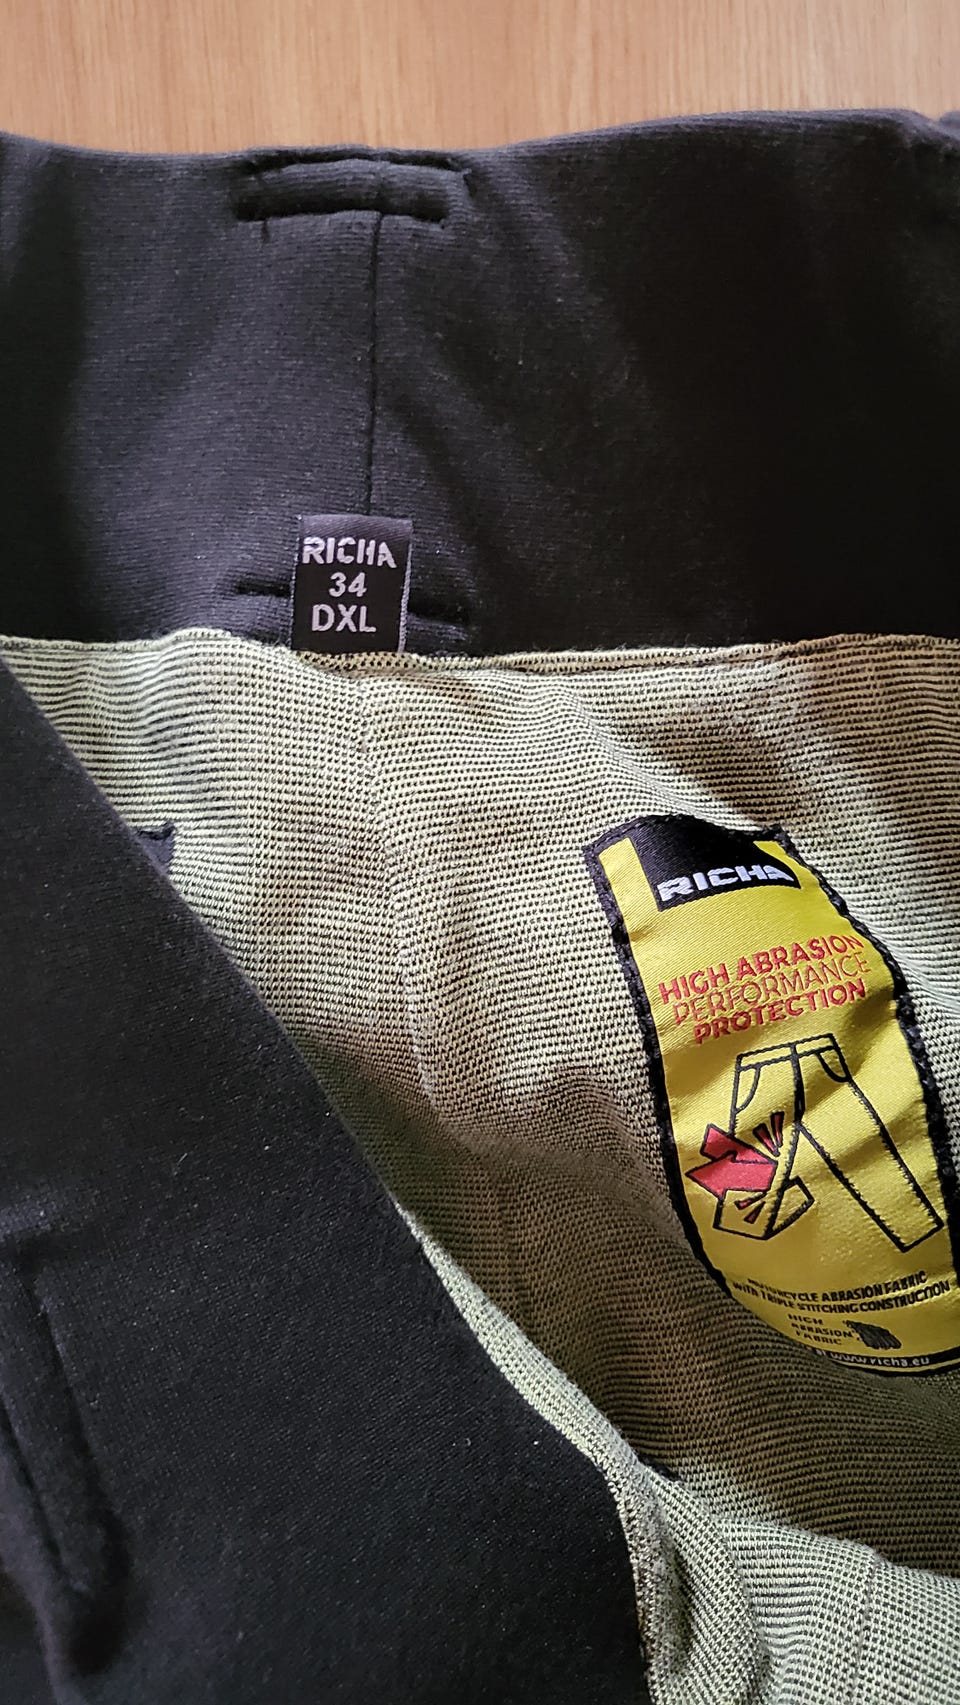 RICHA
34
DXL
RICHA
HIGH ABRASION
PERFORMANCE
PROTECTION
MOTORCYCLE ABRASION FABRIC
WITH TRIPLE STITCHING CONSTRUCTION
HIGH
ABRASION
FABRIC
www.richa.eu